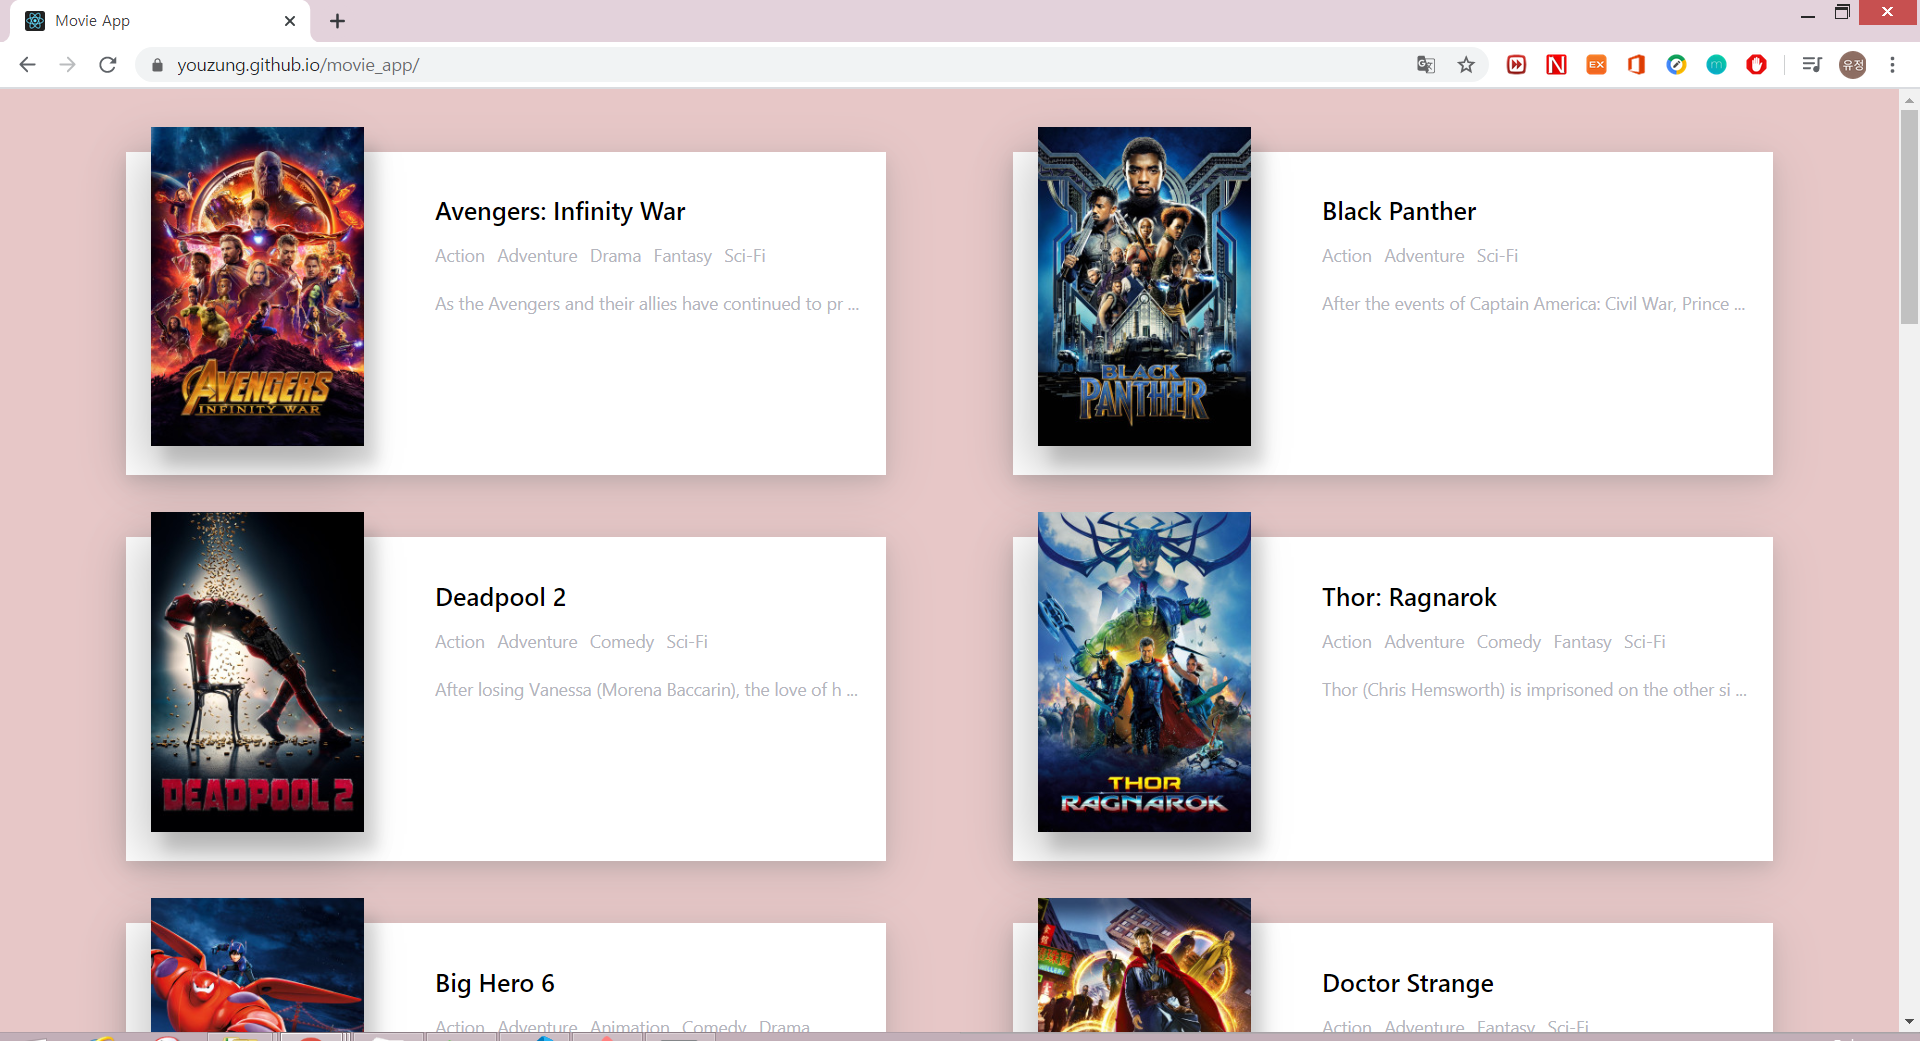 Movie App
youzung.github.io/movie_app/
EX
m
유정
Avengers: Infinity War
Action Adventure Drama Fantasy Sci-Fi
As the Avengers and their allies have continued to pr ...
AVENGERS
INFINITY WAR
Black Panther
Action Adventure Sci-Fi
After the events of Captain America: Civil War, Prince ...
BLACK
PANTHER
Deadpool 2
Action Adventure Comedy Sci-Fi
After losing Vanessa (Morena Baccarin), the love of h ...
DEADPOOL 2
Thor: Ragnarok
Action Adventure Comedy Fantasy Sci-Fi
Thor (Chris Hemsworth) is imprisoned on the other si ...
THOR
RAGNAROK
Big Hero 6
Action Adventure Animation Comedy Drama
Doctor Strange
Action Adventure Fantasy Sci-Fi